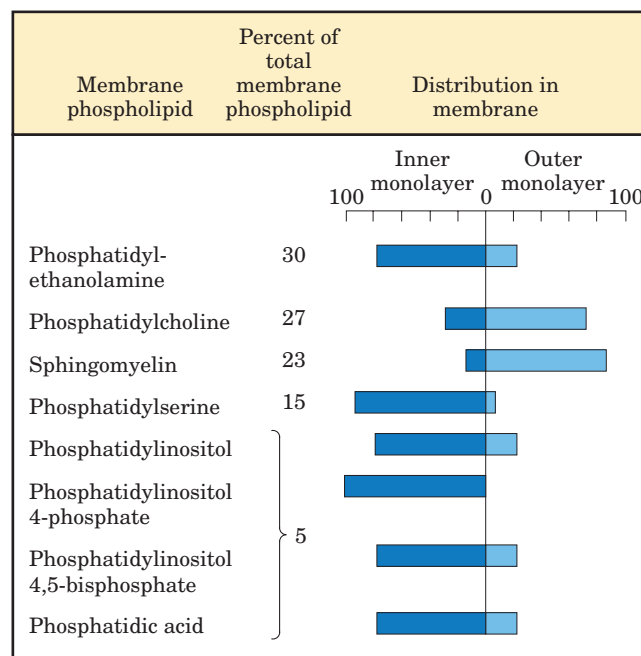 Percent of
total
Membrane membrane Distribution in
phospholipid phospholipid membrane
Inner Outer
monolayer monolayer
100 0 100
Phosphatidyl-
ethanolamine
30
Phosphatidylcholine 27
Sphingomyelin 23
Phosphatidylserine 15
Phosphatidylinositol
Phosphatidylinositol
4-phosphate
5
Phosphatidylinositol
4,5-bisphosphate
Phosphatidic acid